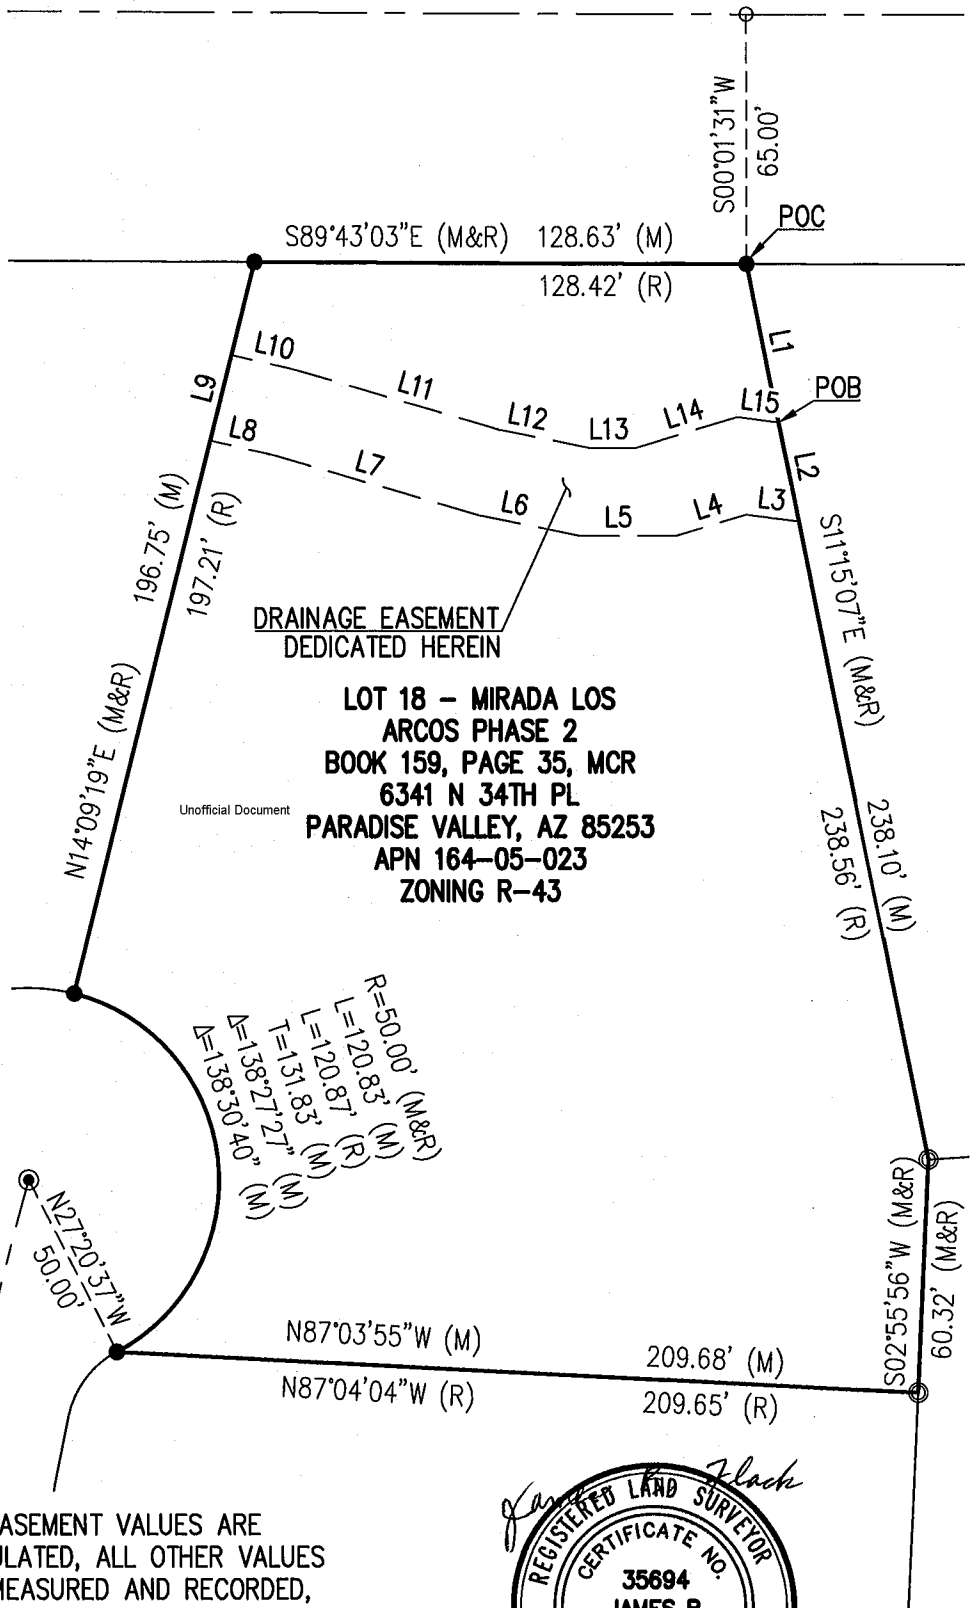 S00°01'31"W
65.00'
POC
S89°43'03"E (M&R) 128.63' (M)
128.42' (R)
L1
L10
L9
L11
L12
L13
L14
L15
POB
L8
L7
L6
L5
L4
L3
L2
196.75' (M)
197.21' (R)
N14°09'19"E (M&R)
S11°15'07"E (M&R)
238.10' (M)
238.56' (R)
DRAINAGE EASEMENT
DEDICATED HEREIN
LOT 18 – MIRADA LOS
ARCOS PHASE 2
BOOK 159, PAGE 35, MCR
6341 N 34TH PL
Unofficial Document
PARADISE VALLEY, AZ 85253
APN 164–05–023
ZONING R–43
R=50.00' (M&R)
L=120.83' (M)
L=120.87' (R)
T=131.83' (M)
Δ=138°27'27" (M)
Δ=138°30'40" (M)
N27°20'37"W
50.00'
S02°55'56"W (M&R)
60.32' (M&R)
N87°03'55"W (M)
209.68' (M)
N87°04'04"W (R)
209.65' (R)
ASEMENT VALUES ARE
ULATED, ALL OTHER VALUES
MEASURED AND RECORDED,
James R. Flack
REGISTERED LAND SURVEYOR
CERTIFICATE NO.
35694
JAMES R.